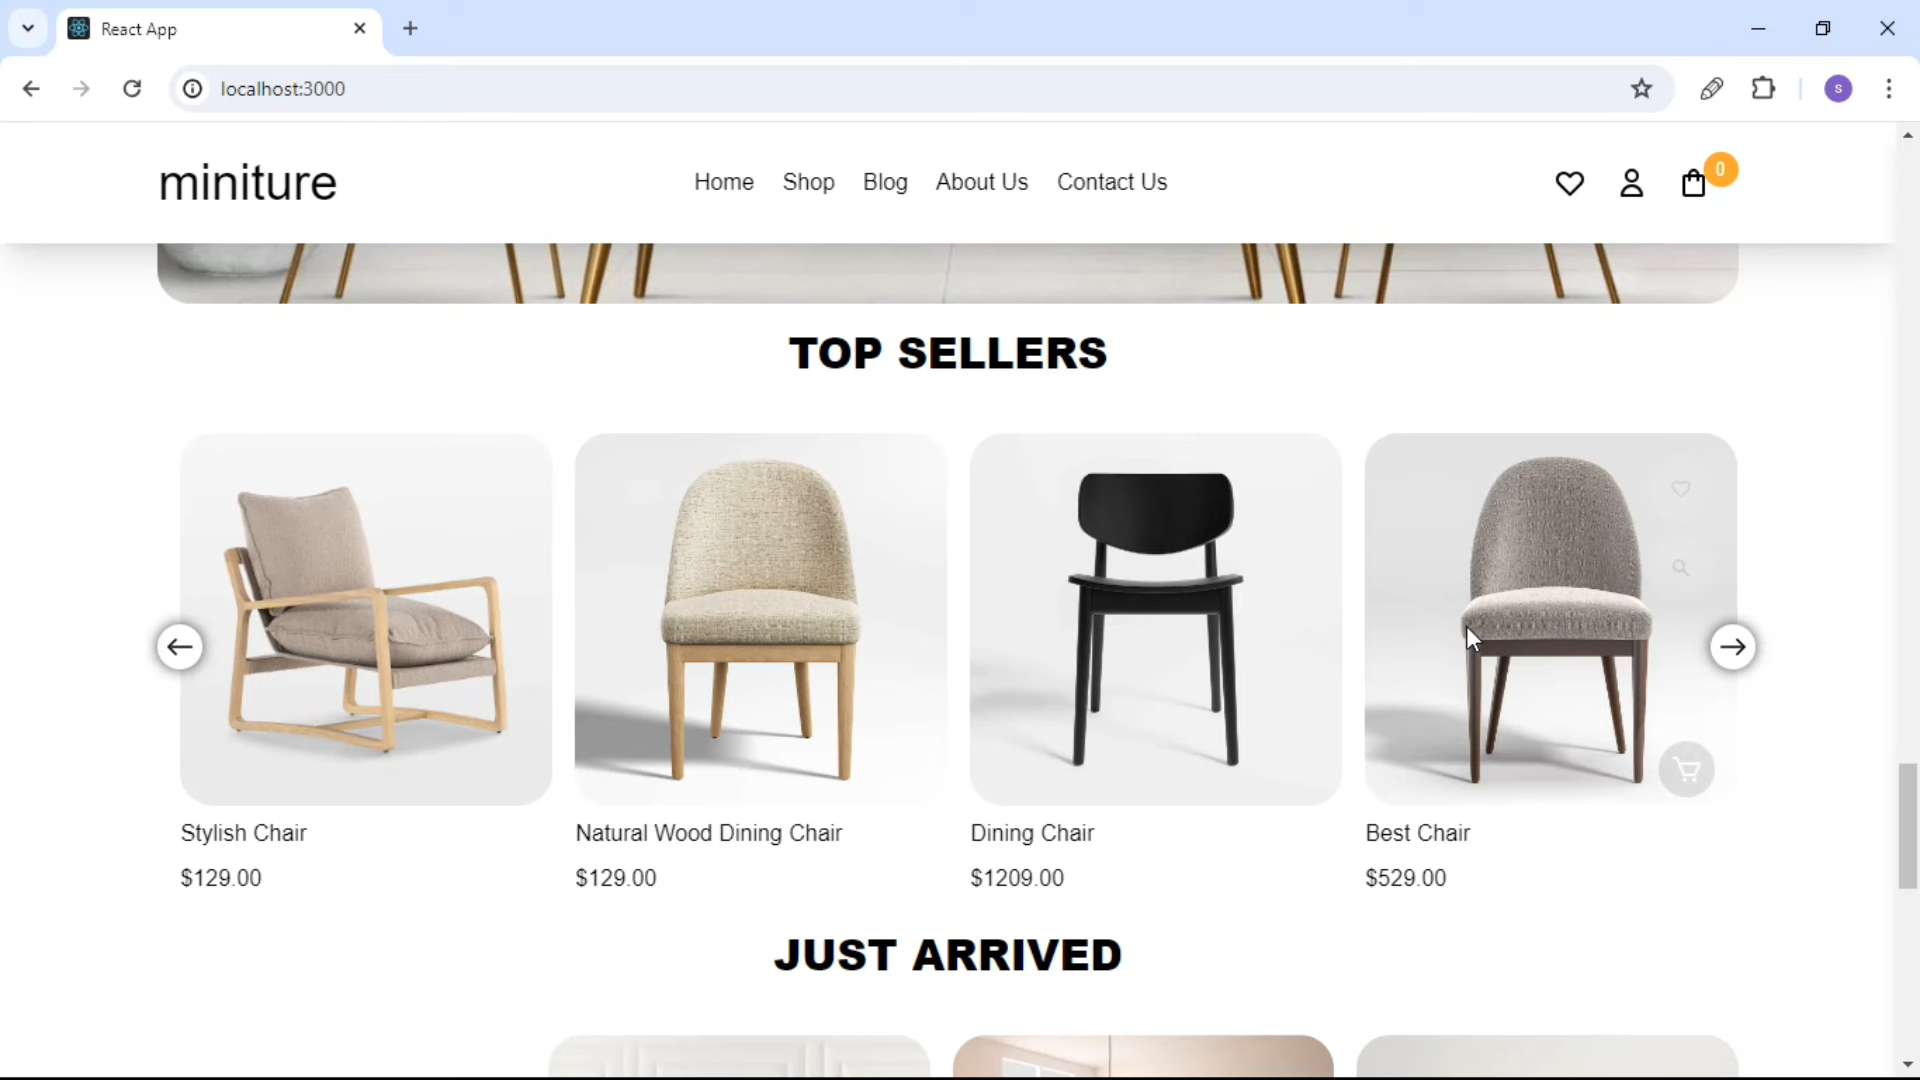 React App
localhost:3000
S
miniture
Home Shop Blog About Us Contact Us
0
TOP SELLERS
Stylish Chair Natural Wood Dining Chair Dining Chair Best Chair
$129.00 $129.00 $1209.00 $529.00
JUST ARRIVED